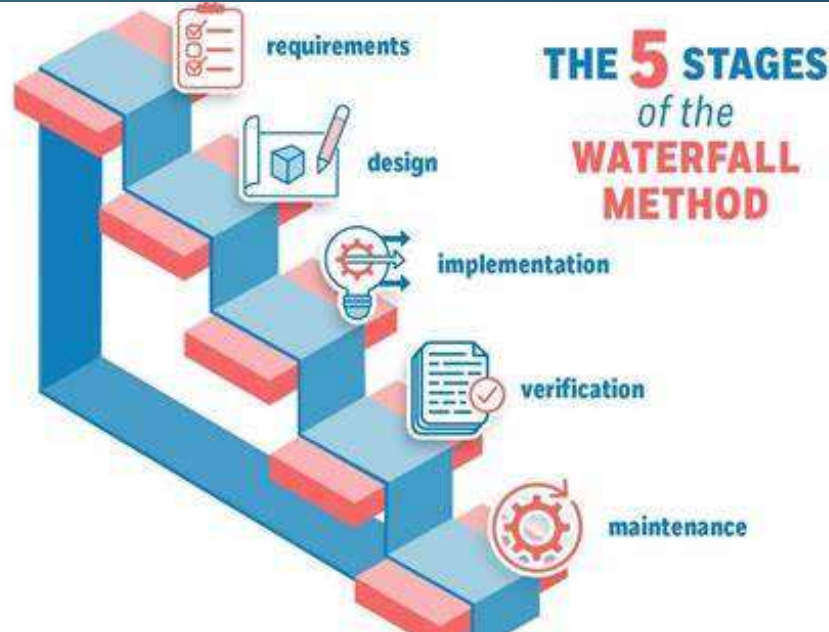 THE 5 STAGES
of the
WATERFALL
METHOD
requirements
design
implementation
verification
maintenance